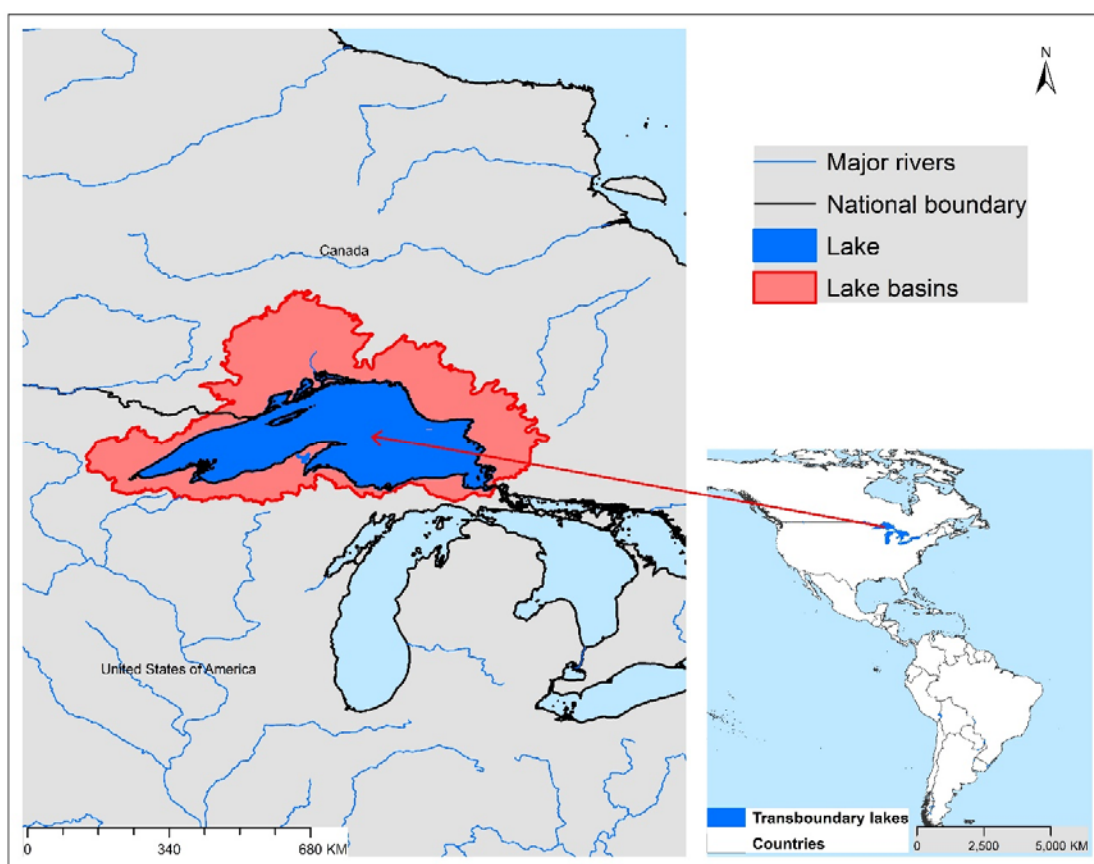 N
Major rivers
National boundary
Lake
Lake basins
Canada
United States of America
0 340 680 KM
Transboundary lakes
Countries
0 2,500 5,000 KM